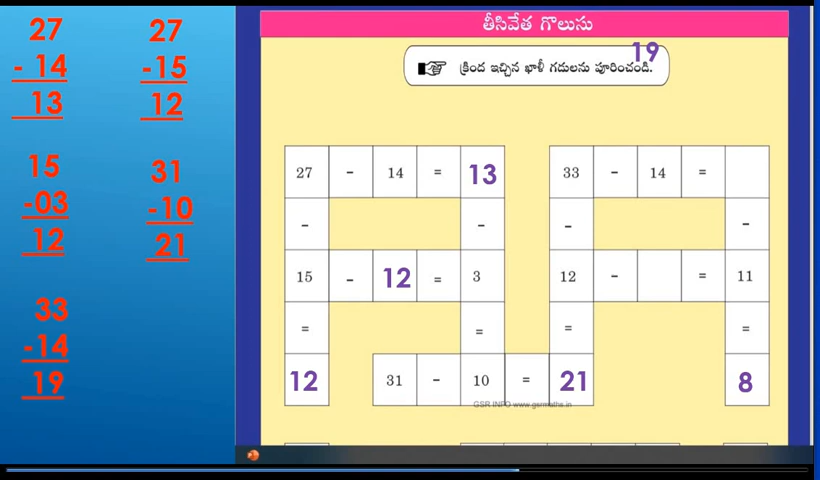 27
- 14
13
27
-15
12
15
-03
12
31
-10
21
33
-14
19
తీసివేత గొలుసు
19
క్రింద ఇచ్చిన ఖాళీ గదులను పూరించండి.
27 - 14 = 13
33 - 14 =
- - - -
15 - 12 = 3
12 - = 11
= = = =
12
31 - 10 = 21
8
GSR INFO www.gsrmaths.in